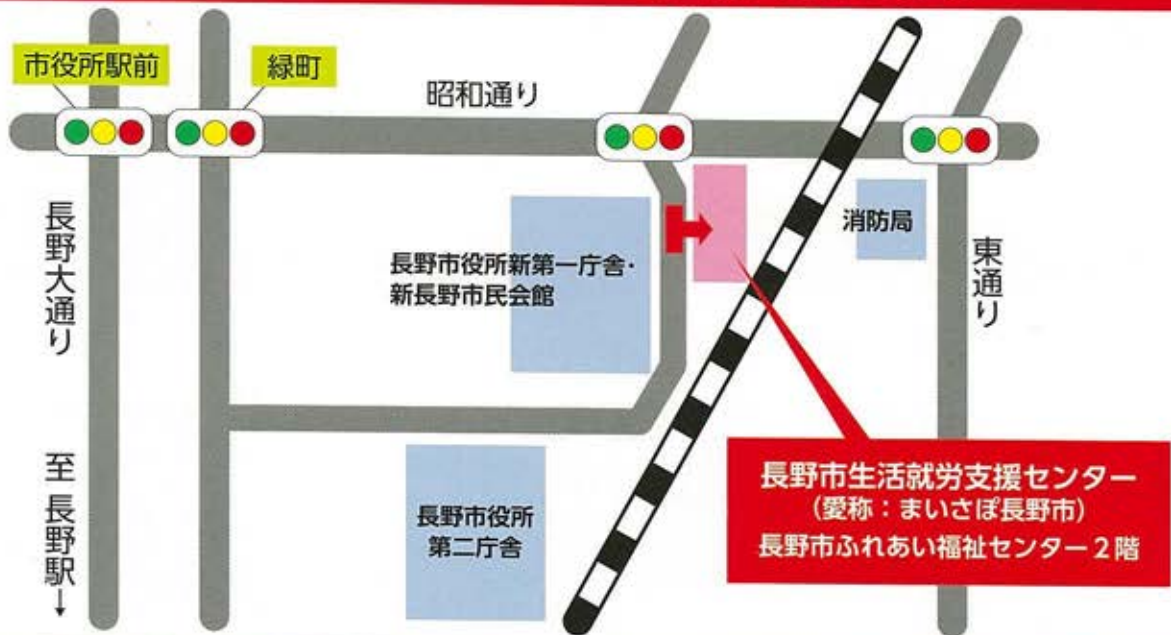 市役所駅前
緑町
昭和通り
長野大通り
至 長野駅→
長野市役所新第一庁舎・
新長野市民会館
消防局
東通り
長野市役所
第二庁舎
長野市生活就労支援センター
(愛称：まいさぽ長野市)
長野市ふれあい福祉センター２階